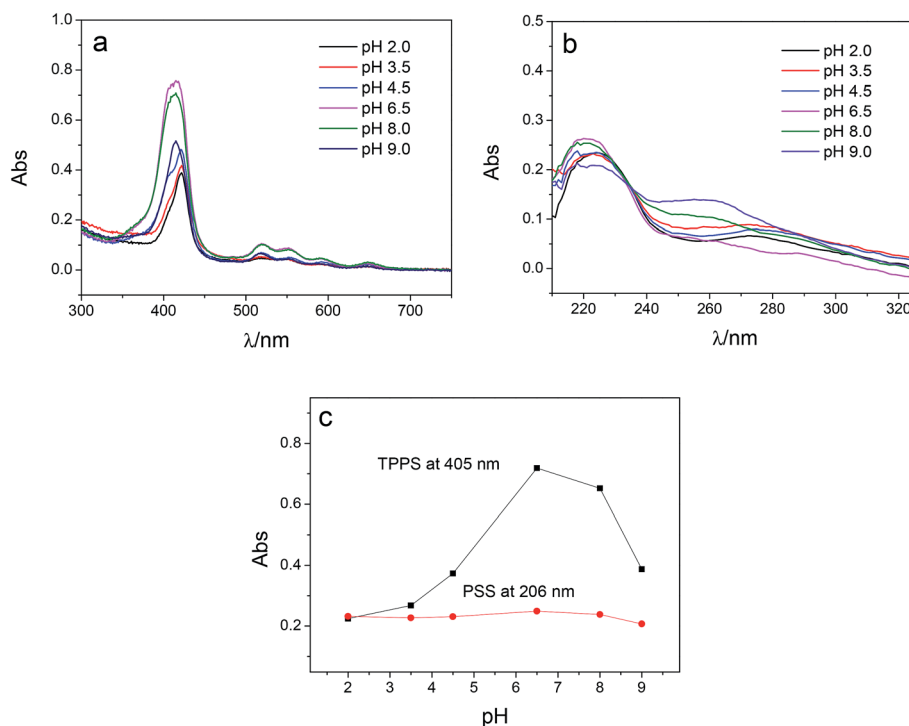 a
pH 2.0
pH 3.5
pH 4.5
pH 6.5
pH 8.0
pH 9.0
1.0
0.8
0.6
0.4
0.2
0.0
Abs
300 400 500 600 700
λ/nm
b
pH 2.0
pH 3.5
pH 4.5
pH 6.5
pH 8.0
pH 9.0
0.5
0.4
0.3
0.2
0.1
0.0
Abs
220 240 260 280 300 320
λ/nm
c
TPPS at 405 nm
PSS at 206 nm
0.8
0.6
0.4
0.2
Abs
2 3 4 5 6 7 8 9
pH